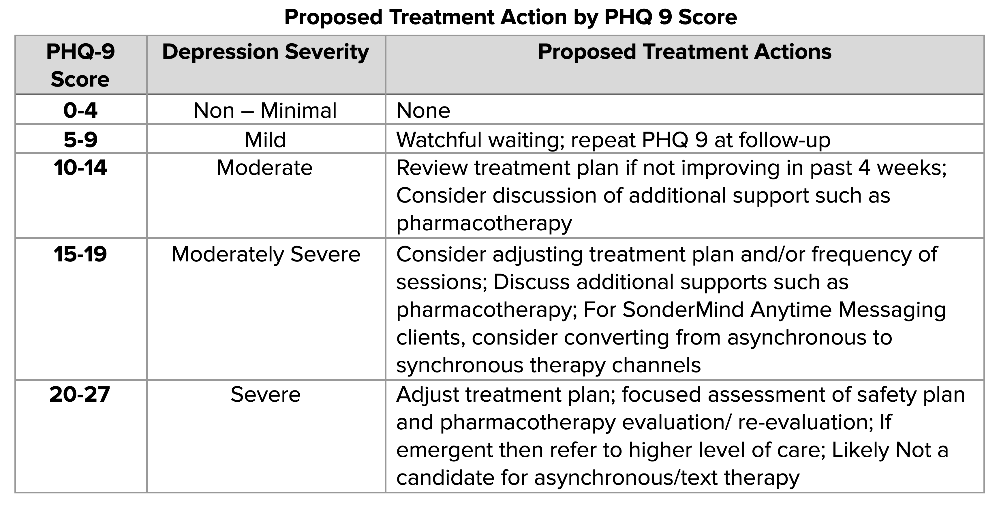 Proposed Treatment Action by PHQ 9 Score
PHQ-9
Score
Depression Severity
Proposed Treatment Actions
0-4
Non – Minimal
None
5-9
Mild
Watchful waiting; repeat PHQ 9 at follow-up
10-14
Moderate
Review treatment plan if not improving in past 4 weeks;
Consider discussion of additional support such as
pharmacotherapy
15-19
Moderately Severe
Consider adjusting treatment plan and/or frequency of
sessions; Discuss additional supports such as
pharmacotherapy; For SonderMind Anytime Messaging
clients, consider converting from asynchronous to
synchronous therapy channels
20-27
Severe
Adjust treatment plan; focused assessment of safety plan
and pharmacotherapy evaluation/ re-evaluation; If
emergent then refer to higher level of care; Likely Not a
candidate for asynchronous/text therapy